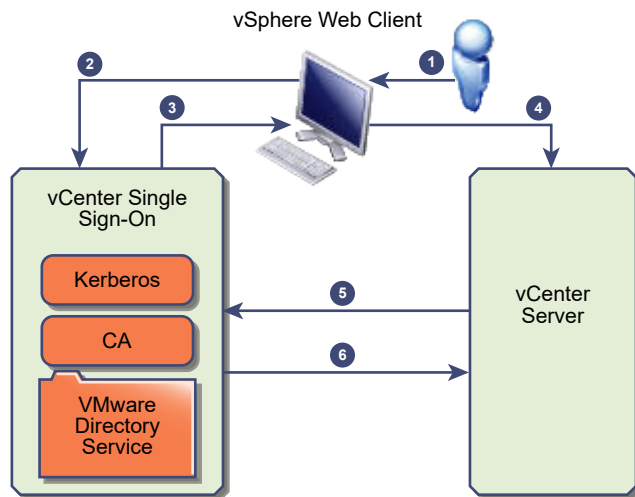 vSphere Web Client
1
2
3
4
vCenter Single
Sign-On
Kerberos
CA
VMware
Directory
Service
5
6
vCenter
Server